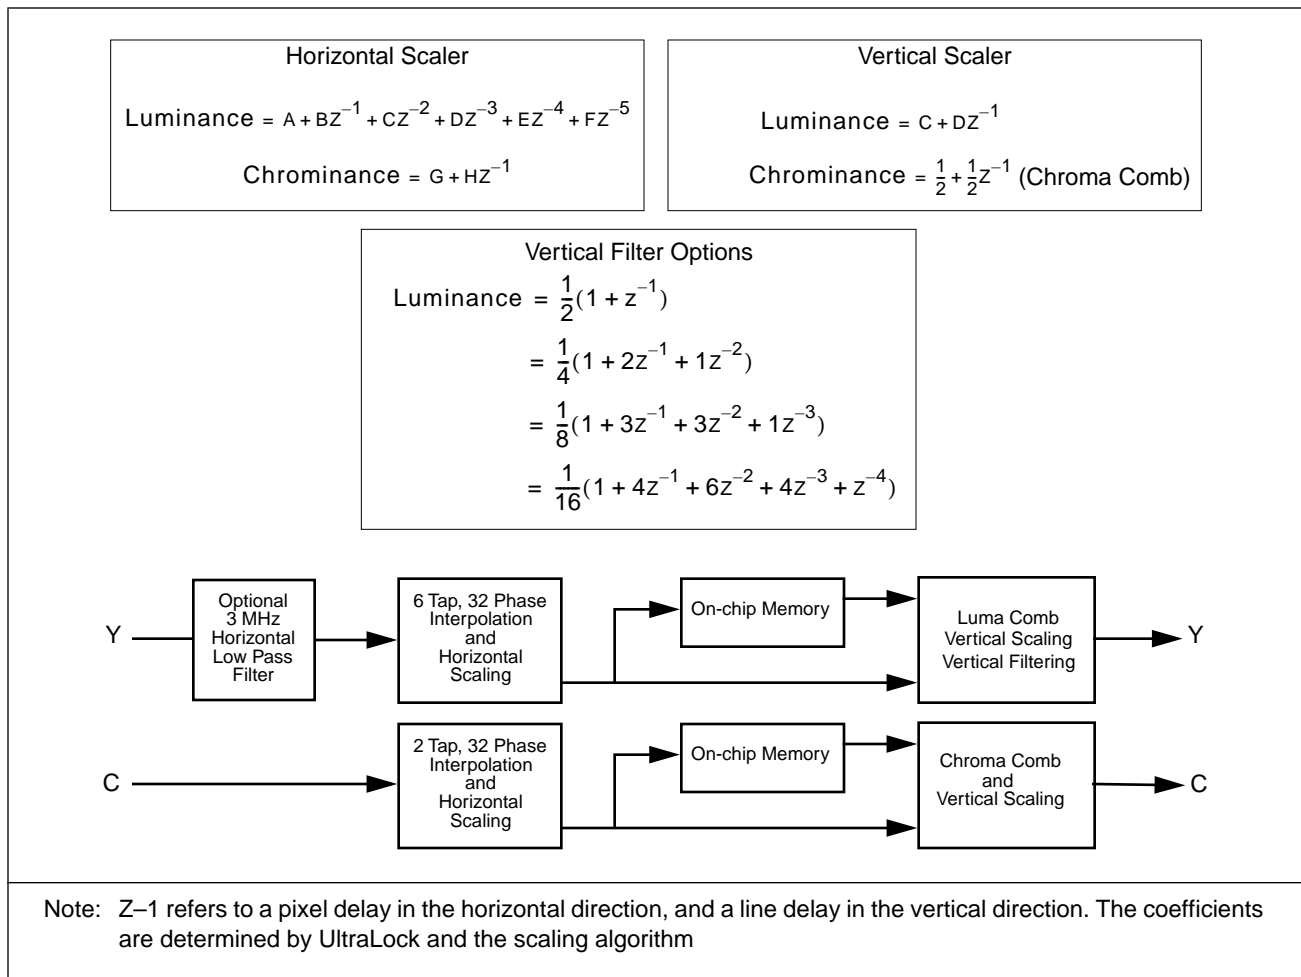 Horizontal Scaler
Luminance = A + BZ⁻¹ + CZ⁻² + DZ⁻³ + EZ⁻⁴ + FZ⁻⁵
Chrominance = G + HZ⁻¹
Vertical Scaler
Luminance = C + DZ⁻¹
Chrominance = 1/2 + 1/2 Z⁻¹ (Chroma Comb)
Vertical Filter Options
Luminance = 1/2 (1 + z⁻¹)
= 1/4 (1 + 2Z⁻¹ + 1Z⁻²)
= 1/8 (1 + 3Z⁻¹ + 3Z⁻² + 1Z⁻³)
= 1/16 (1 + 4Z⁻¹ + 6Z⁻² + 4Z⁻³ + Z⁻⁴)
Y
Optional
3 MHz
Horizontal
Low Pass
Filter
6 Tap, 32 Phase
Interpolation
and
Horizontal
Scaling
On-chip Memory
Luma Comb
Vertical Scaling
Vertical Filtering
Y
C
2 Tap, 32 Phase
Interpolation
and
Horizontal
Scaling
On-chip Memory
Chroma Comb
and
Vertical Scaling
C
Note: Z–1 refers to a pixel delay in the horizontal direction, and a line delay in the vertical direction. The coefficients
are determined by UltraLock and the scaling algorithm